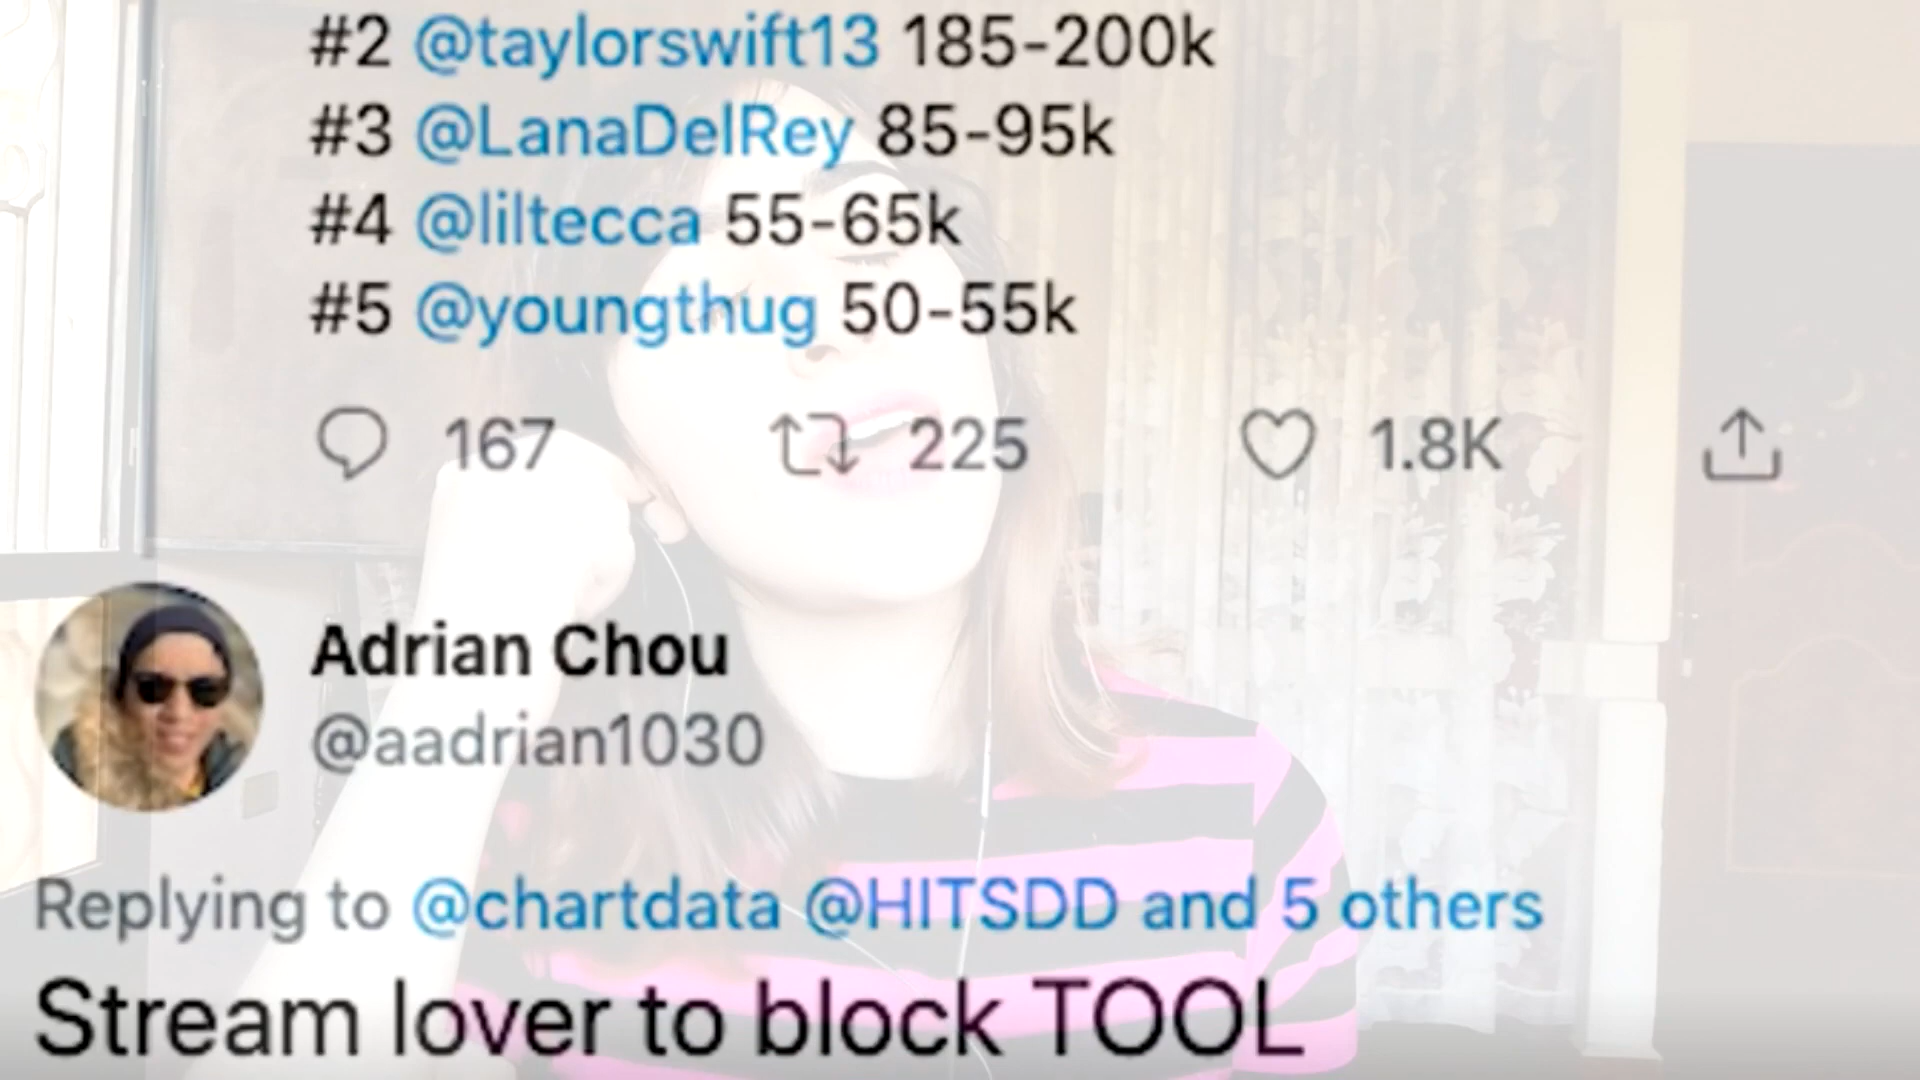 #2 @taylorswift13 185-200k
#3 @LanaDelRey 85-95k
#4 @liltecca 55-65k
#5 @youngthug 50-55k
167 225 1.8K
Adrian Chou
@aadrian1030
Replying to @chartdata @HITSDD and 5 others
Stream lover to block TOOL